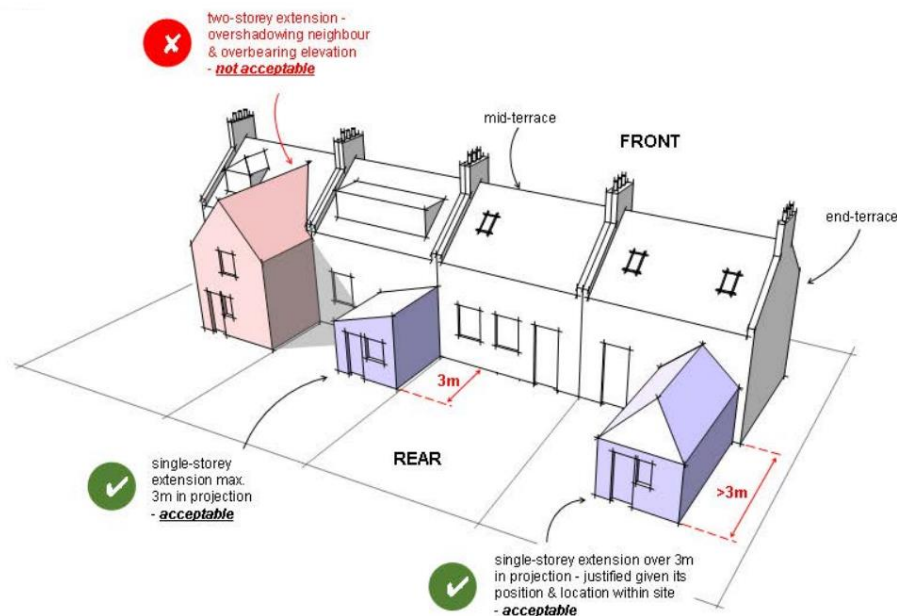 two-storey extension -
overshadowing neighbour
& overbearing elevation
- not acceptable
mid-terrace
FRONT
end-terrace
3m
REAR
single-storey
extension max.
3m in projection
- acceptable
>3m
single-storey extension over 3m
in projection - justified given its
position & location within site
- acceptable